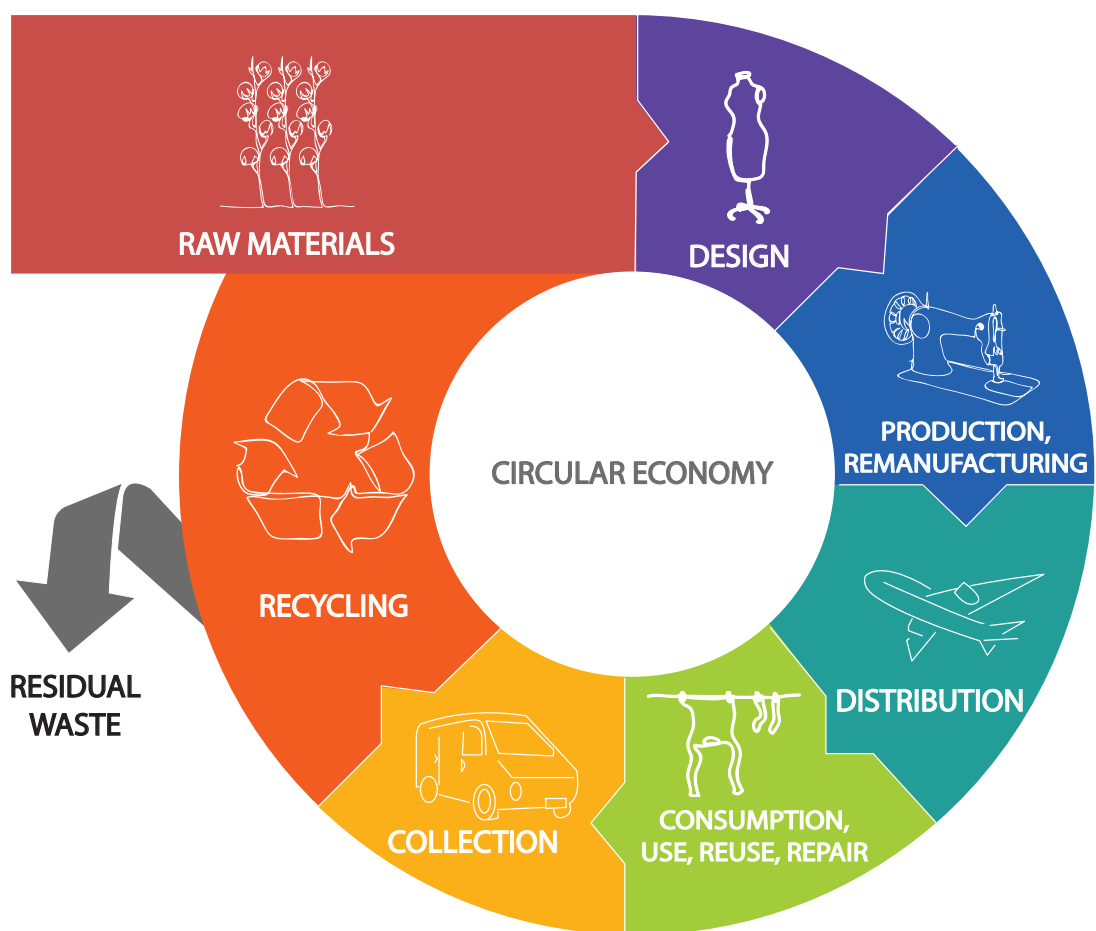 RAW MATERIALS
DESIGN
PRODUCTION,
REMANUFACTURING
CIRCULAR ECONOMY
DISTRIBUTION
CONSUMPTION,
USE, REUSE, REPAIR
COLLECTION
RECYCLING
RESIDUAL
WASTE